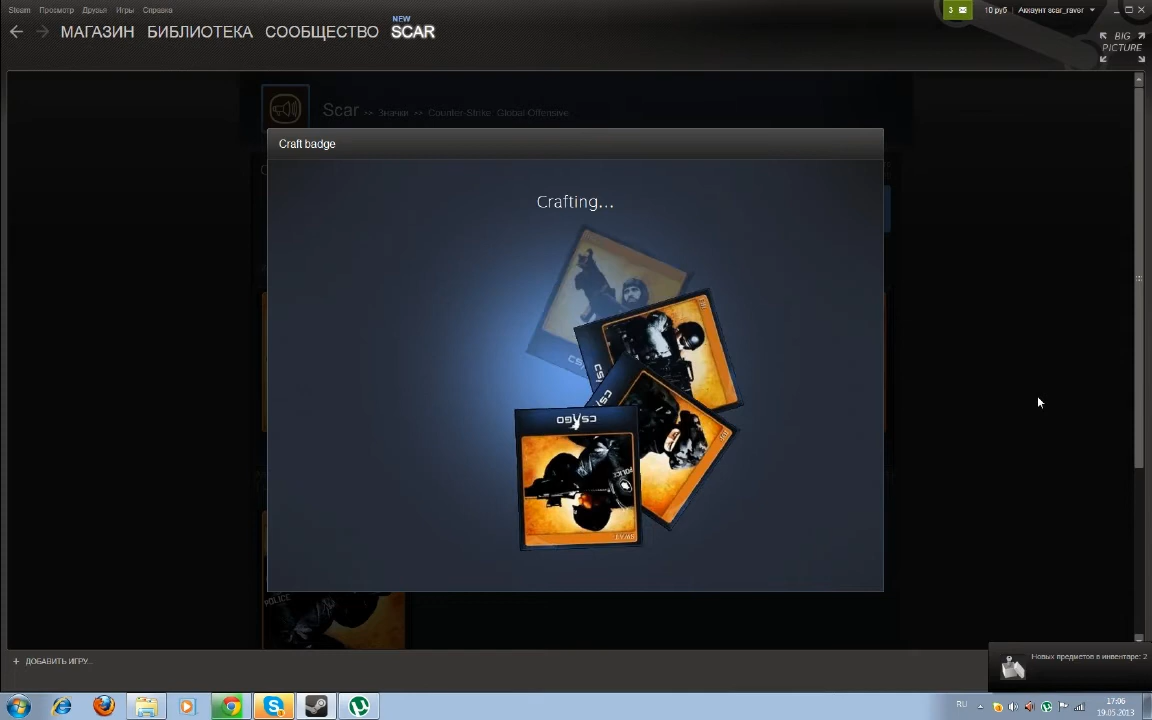 Steam Просмотр Друзья Игры Справка
3
10 руб
Аккаунт scar_raver
МАГАЗИН БИБЛИОТЕКА СООБЩЕСТВО SCAR
NEW
BIG
PICTURE
Scar >> Значки >> Counter-Strike: Global Offensive
Craft badge
Crafting...
CS GO
POLICE
SWAT
POLICE
+ ДОБАВИТЬ ИГРУ...
Новых предметов в инвентаре: 2
RU
17:06
19.05.2013